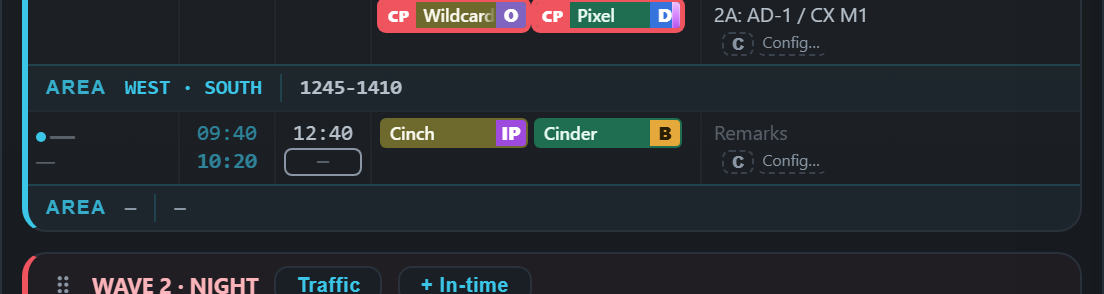 CP Wildcard O CP Pixel D 2A: AD-1 / CX M1
C Config...
AREA WEST · SOUTH 1245-1410
— 09:40 12:40 Cinch IP Cinder B Remarks
— 10:20 — C Config...
AREA — —
WAVE 2 · NIGHT Traffic + In-time